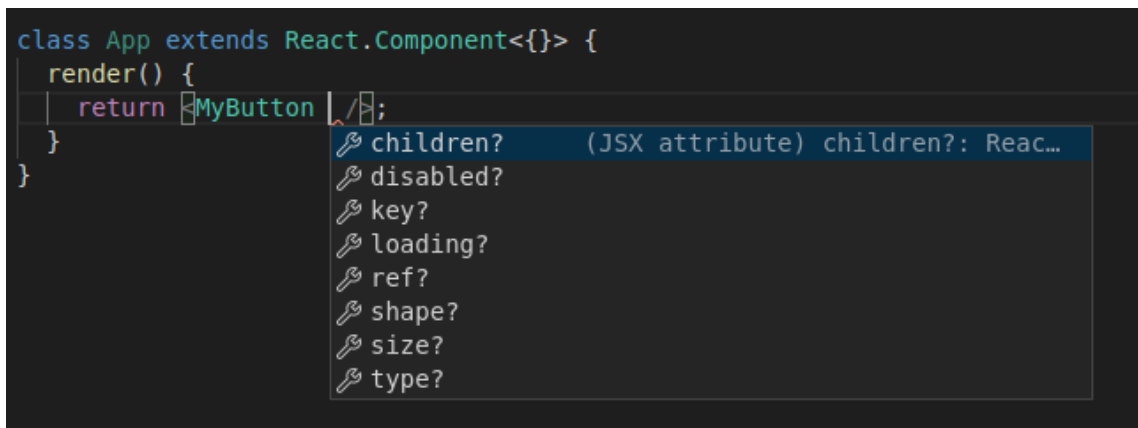 class App extends React.Component<{}> {
render() {
return <MyButton />;
}
}
children? (JSX attribute) children?: Reac…
disabled?
key?
loading?
ref?
shape?
size?
type?